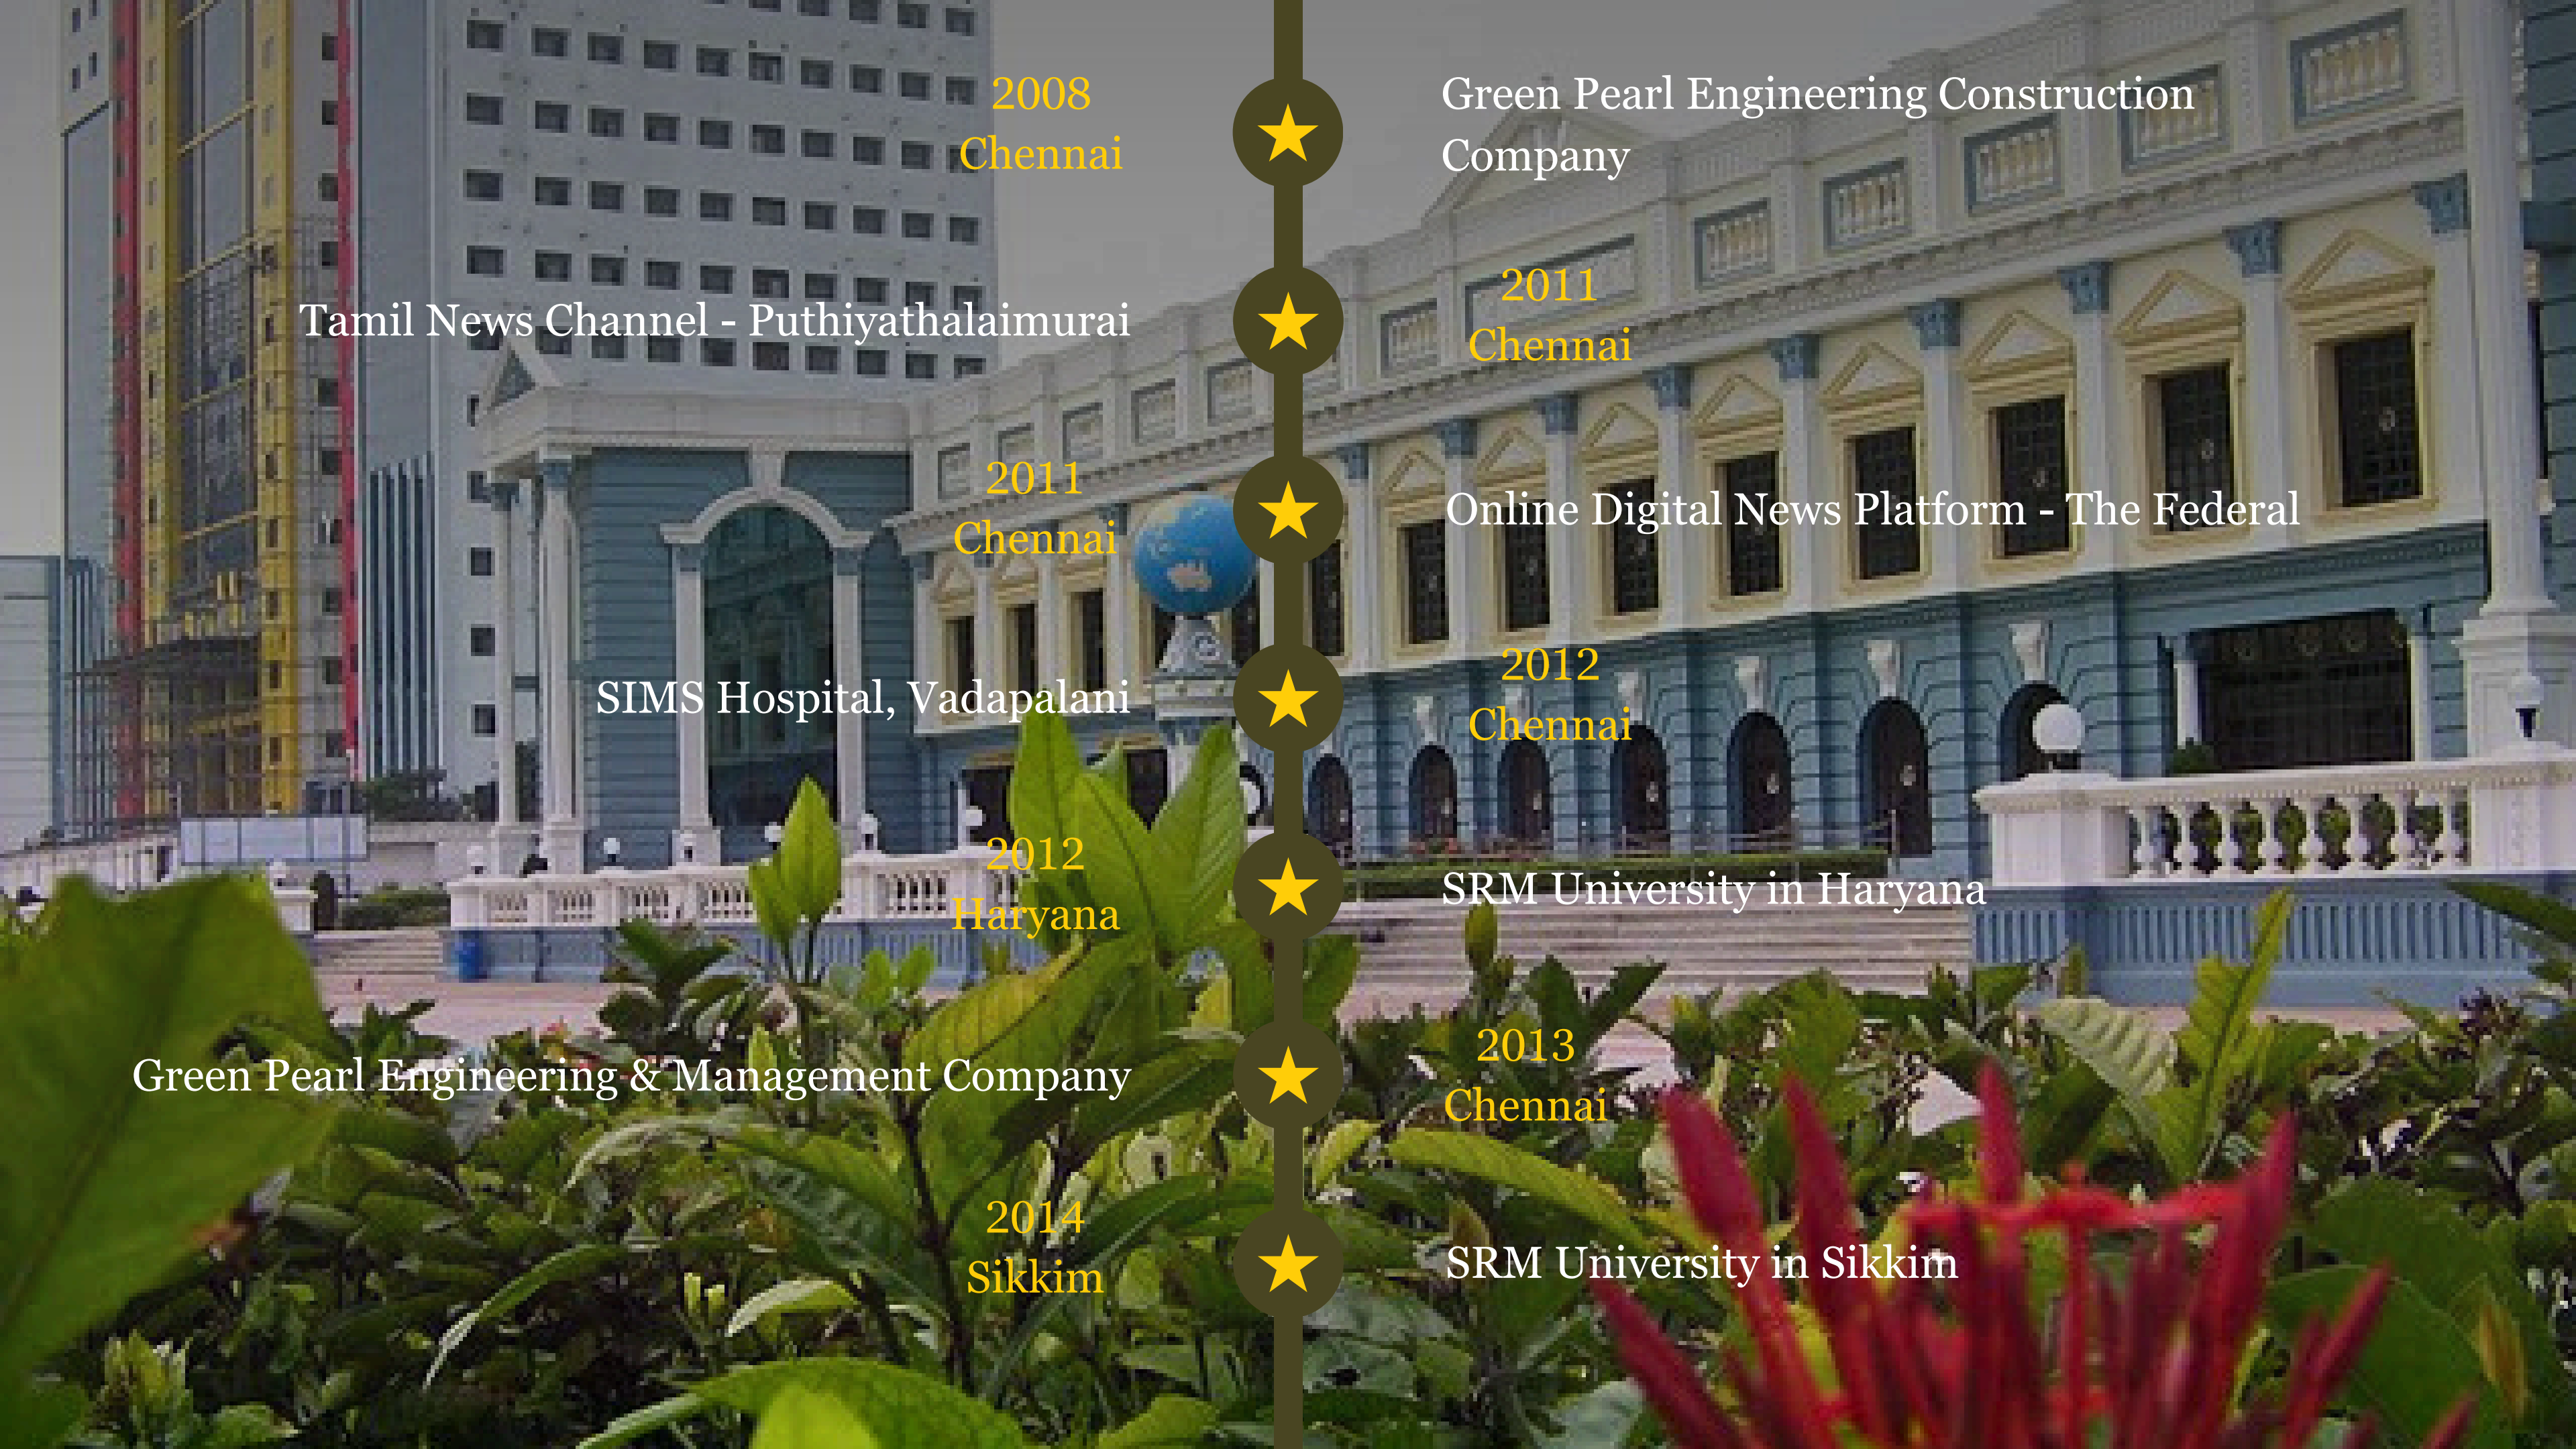 2008
Chennai
Green Pearl Engineering Construction
Company
Tamil News Channel - Puthiyathalaimurai
2011
Chennai
2011
Chennai
Online Digital News Platform - The Federal
SIMS Hospital, Vadapalani
2012
Chennai
2012
Haryana
SRM University in Haryana
Green Pearl Engineering & Management Company
2013
Chennai
2014
Sikkim
SRM University in Sikkim